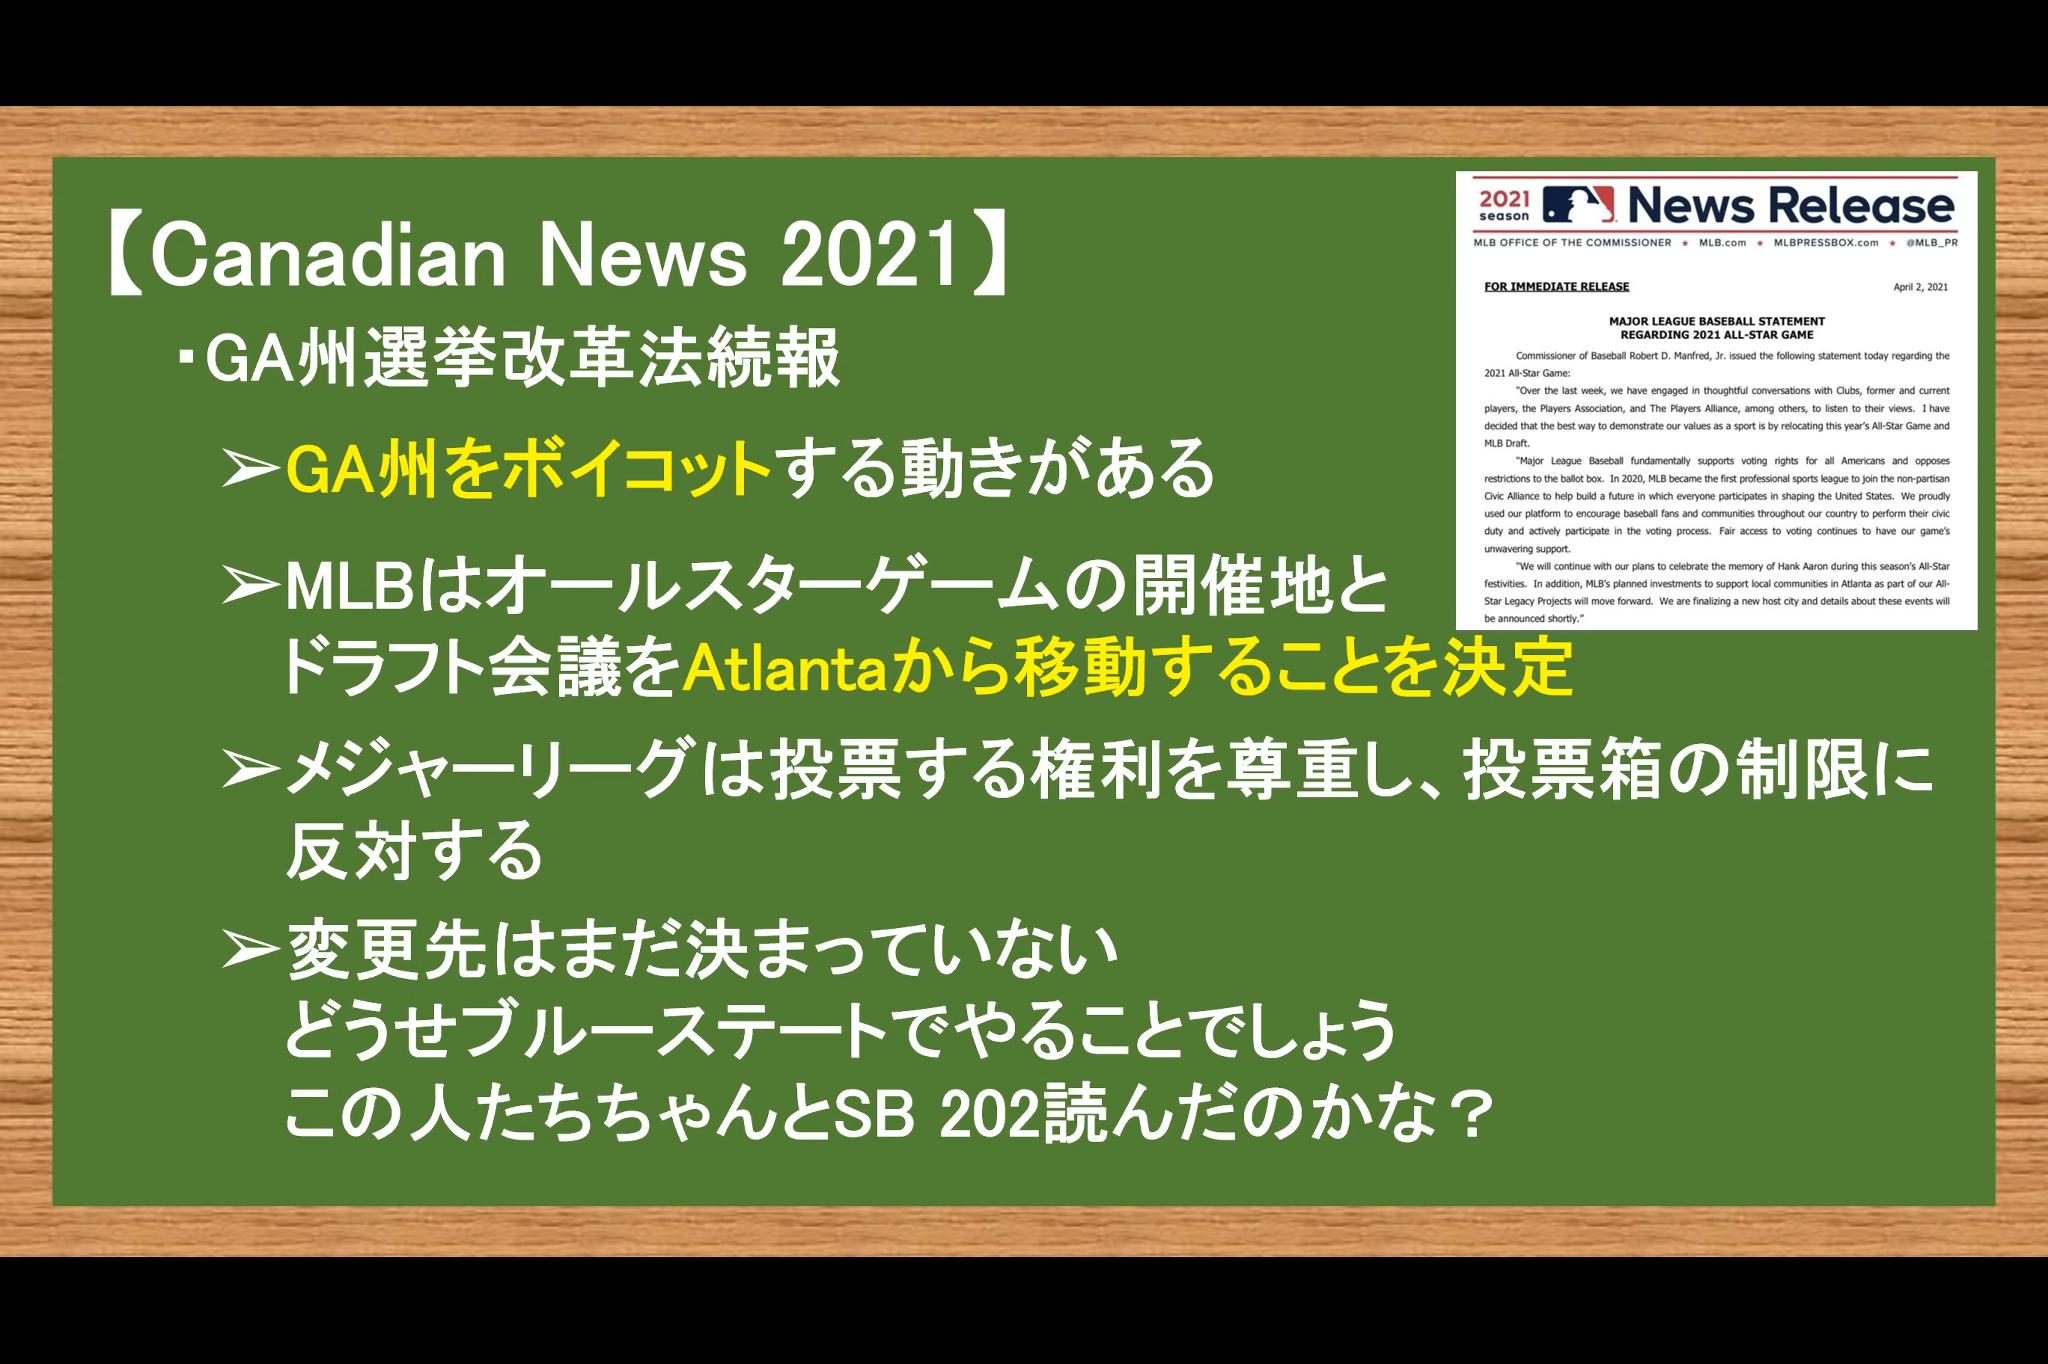 【Canadian News 2021】
・GA州選挙改革法続報
➢GA州をボイコットする動きがある
➢MLBはオールスターゲームの開催地と
ドラフト会議をAtlantaから移動することを決定
➢メジャーリーグは投票する権利を尊重し、投票箱の制限に
反対する
➢変更先はまだ決まっていない
どうせブルーステートでやることでしょう
この人たちちゃんとSB 202読んだのかな？
2021
season
News Release
MLB OFFICE OF THE COMMISSIONER ★ MLB.com ★ MLBPRESSBOX.com ★ @MLB_PR
FOR IMMEDIATE RELEASE April 2, 2021
MAJOR LEAGUE BASEBALL STATEMENT
REGARDING 2021 ALL-STAR GAME
Commissioner of Baseball Robert D. Manfred, Jr. issued the following statement today regarding the
2021 All-Star Game:
"Over the last week, we have engaged in thoughtful conversations with Clubs, former and current
players, the Players Association, and The Players Alliance, among others, to listen to their views. I have
decided that the best way to demonstrate our values as a sport is by relocating this year's All-Star Game and
MLB Draft.
"Major League Baseball fundamentally supports voting rights for all Americans and opposes
restrictions to the ballot box. In 2020, MLB became the first professional sports league to join the non-partisan
Civic Alliance to help build a future in which everyone participates in shaping the United States. We proudly
used our platform to encourage baseball fans and communities throughout our country to perform their civic
duty and actively participate in the voting process. Fair access to voting continues to have our game's
unwavering support.
"We will continue with our plans to celebrate the memory of Hank Aaron during this season's All-Star
festivities. In addition, MLB's planned investments to support local communities in Atlanta as part of our All-
Star Legacy Projects will move forward. We are finalizing a new host city and details about these events will
be announced shortly."